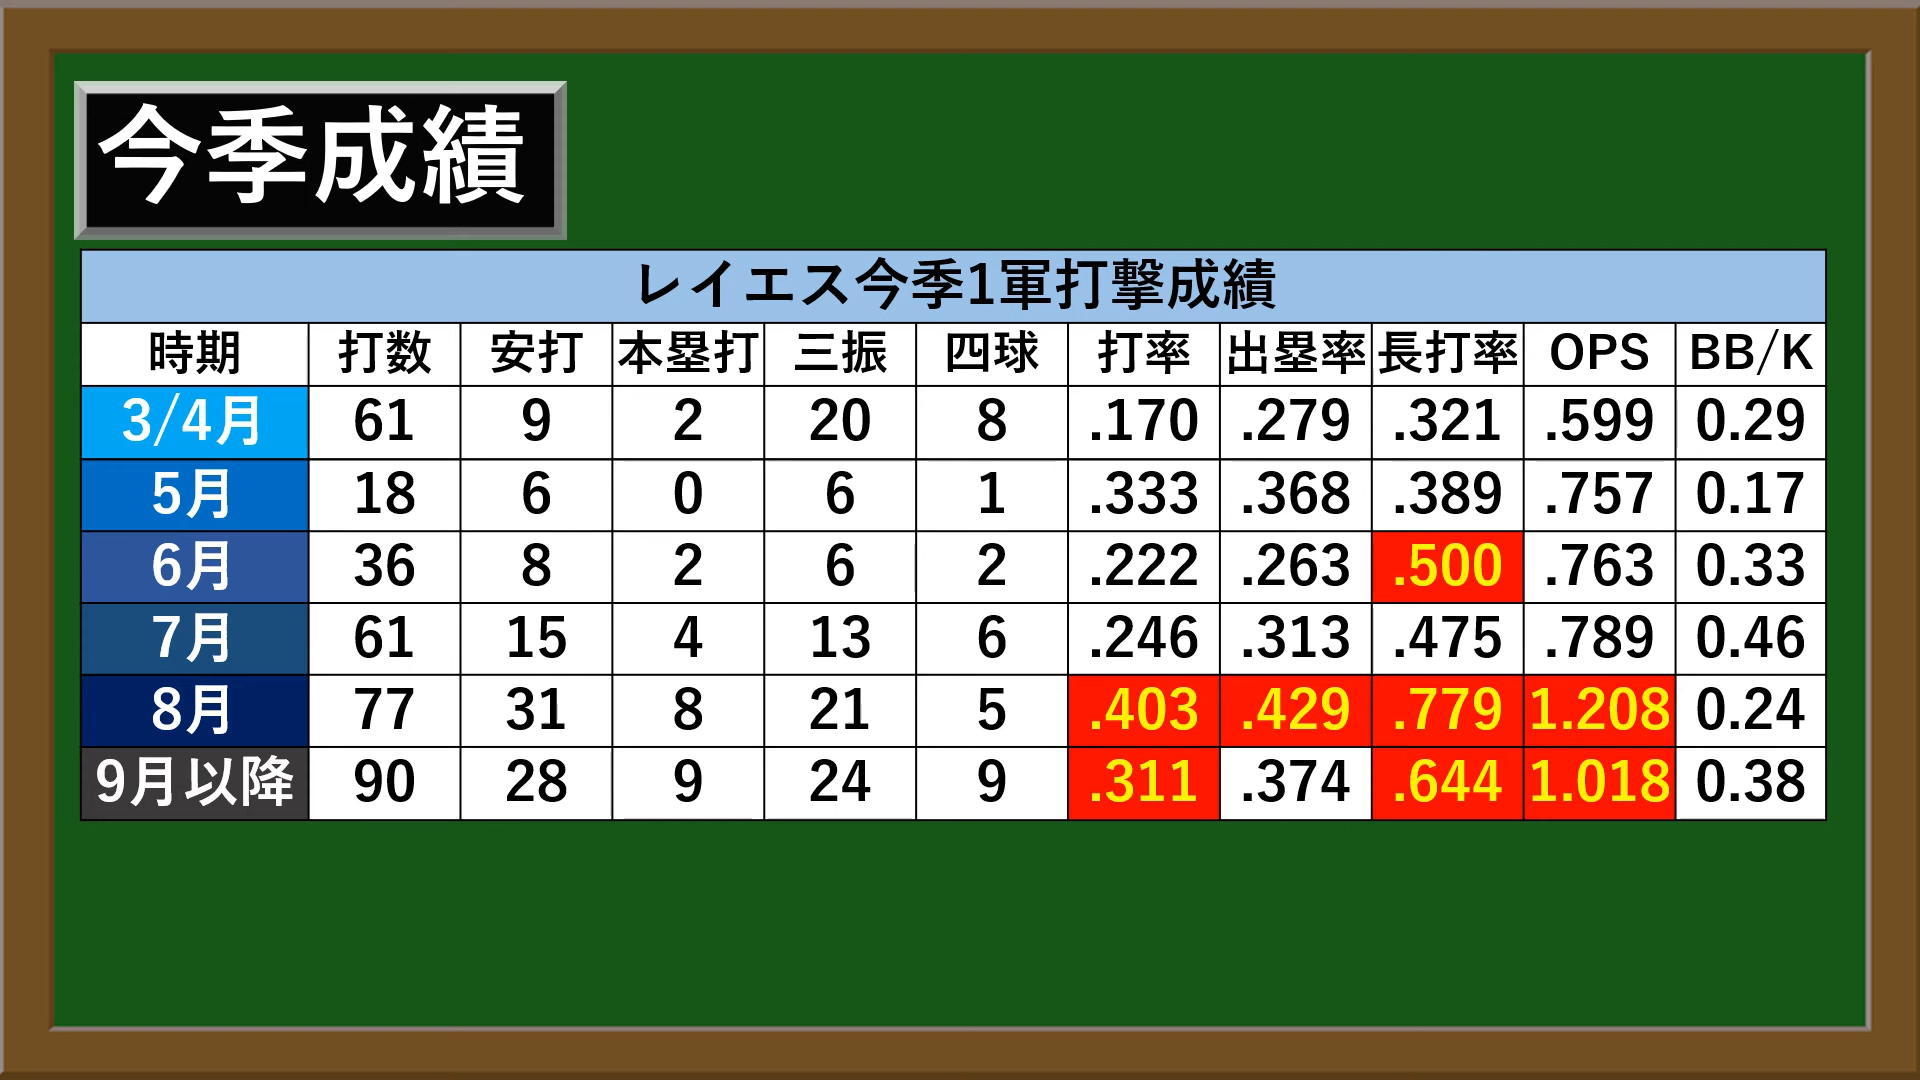 今季成績
レイエス今季1軍打撃成績
時期 打数 安打 本塁打 三振 四球 打率 出塁率 長打率 OPS BB/K
3/4月 61 9 2 20 8 .170 .279 .321 .599 0.29
5月 18 6 0 6 1 .333 .368 .389 .757 0.17
6月 36 8 2 6 2 .222 .263 .500 .763 0.33
7月 61 15 4 13 6 .246 .313 .475 .789 0.46
8月 77 31 8 21 5 .403 .429 .779 1.208 0.24
9月以降 90 28 9 24 9 .311 .374 .644 1.018 0.38